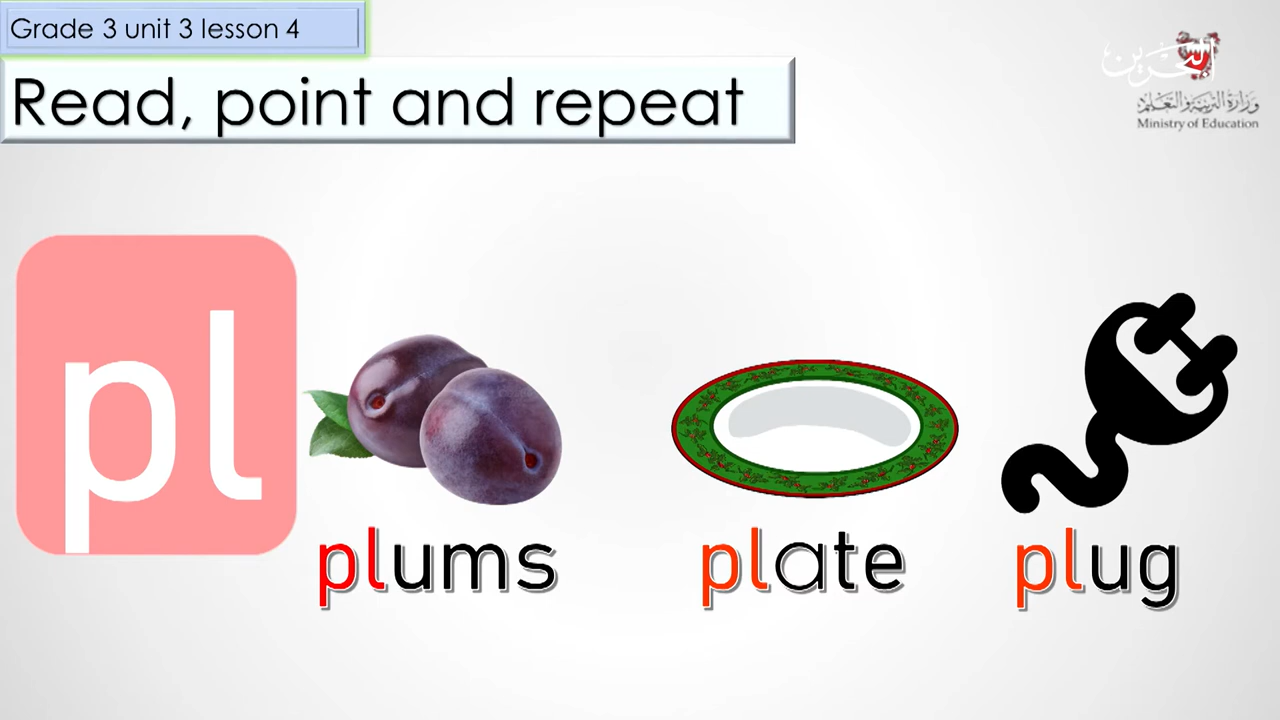 Grade 3 unit 3 lesson 4
Read, point and repeat
البحرين
وزارة التربية والتعليم
Ministry of Education
pl
plums
plate
plug